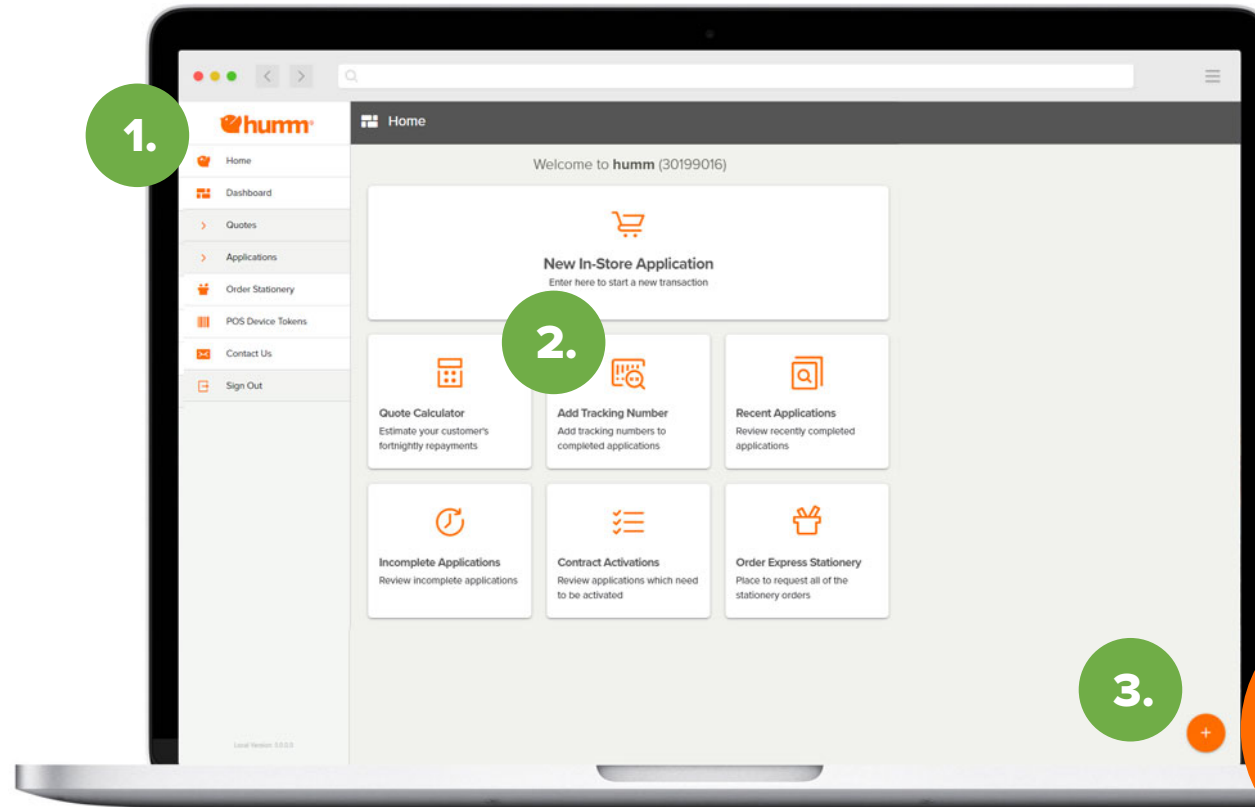 1.
humm
Home
Home
Dashboard
Quotes
Applications
Order Stationery
POS Device Tokens
Contact Us
Sign Out
Welcome to humm (30199016)
New In-Store Application
Enter here to start a new transaction
2.
Quote Calculator
Estimate your customer's
fortnightly repayments
Add Tracking Number
Add tracking numbers to
completed applications
Recent Applications
Review recently completed
applications
Incomplete Applications
Review incomplete applications
Contract Activations
Review applications which need
to be activated
Order Express Stationery
Place to request all of the
stationery orders
3.
+
Local Version